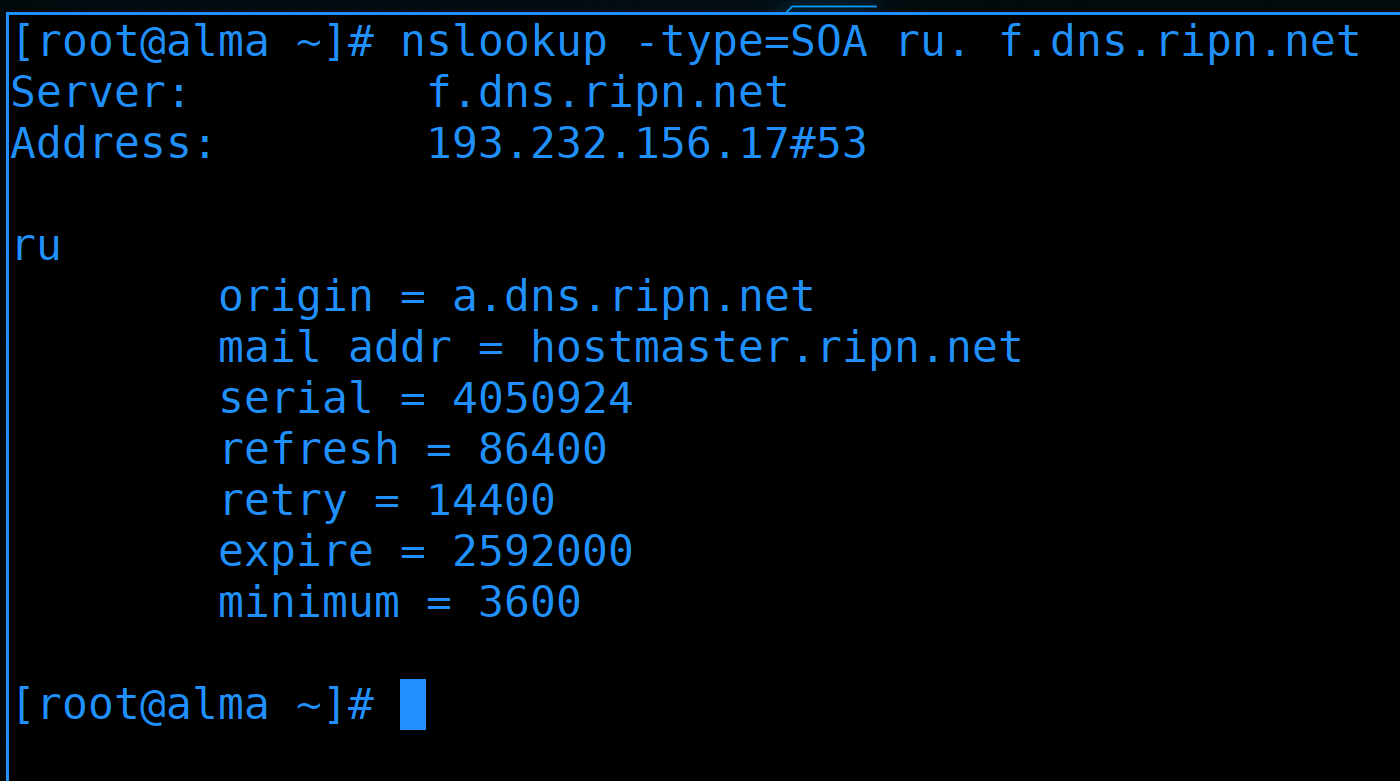 [root@alma ~]# nslookup -type=SOA ru. f.dns.ripn.net
Server:		f.dns.ripn.net
Address:	193.232.156.17#53

ru
	origin = a.dns.ripn.net
	mail addr = hostmaster.ripn.net
	serial = 4050924
	refresh = 86400
	retry = 14400
	expire = 2592000
	minimum = 3600

[root@alma ~]#